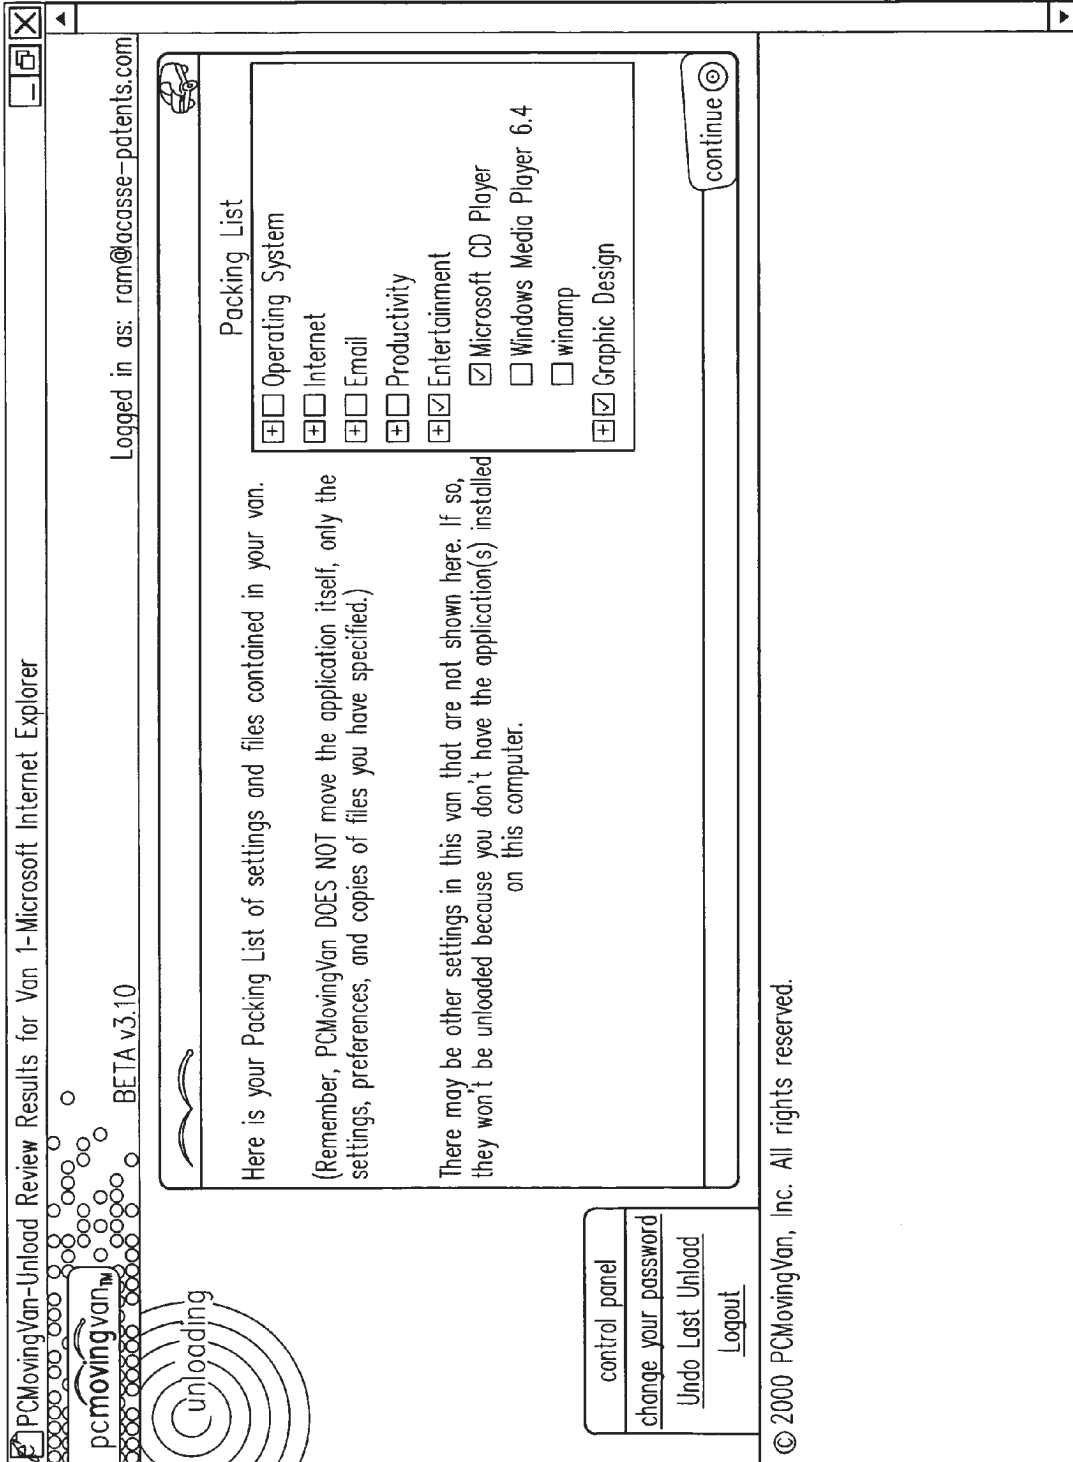 PCMovingVan-Unload Review Results for Van 1-Microsoft Internet Explorer
pcmovingvan™
BETA v3.10
Logged in as: ram@lacasse-patents.com
unloading
Here is your Packing List of settings and files contained in your van.
(Remember, PCMovingVan DOES NOT move the application itself, only the
settings, preferences, and copies of files you have specified.)
There may be other settings in this van that are not shown here. If so,
they won't be unloaded because you don't have the application(s) installed
on this computer.
Packing List
Operating System
Internet
Email
Productivity
Entertainment
Microsoft CD Player
Windows Media Player 6.4
winamp
Graphic Design
continue
control panel
change your password
Undo Last Unload
Logout
© 2000 PCMovingVan, Inc. All rights reserved.